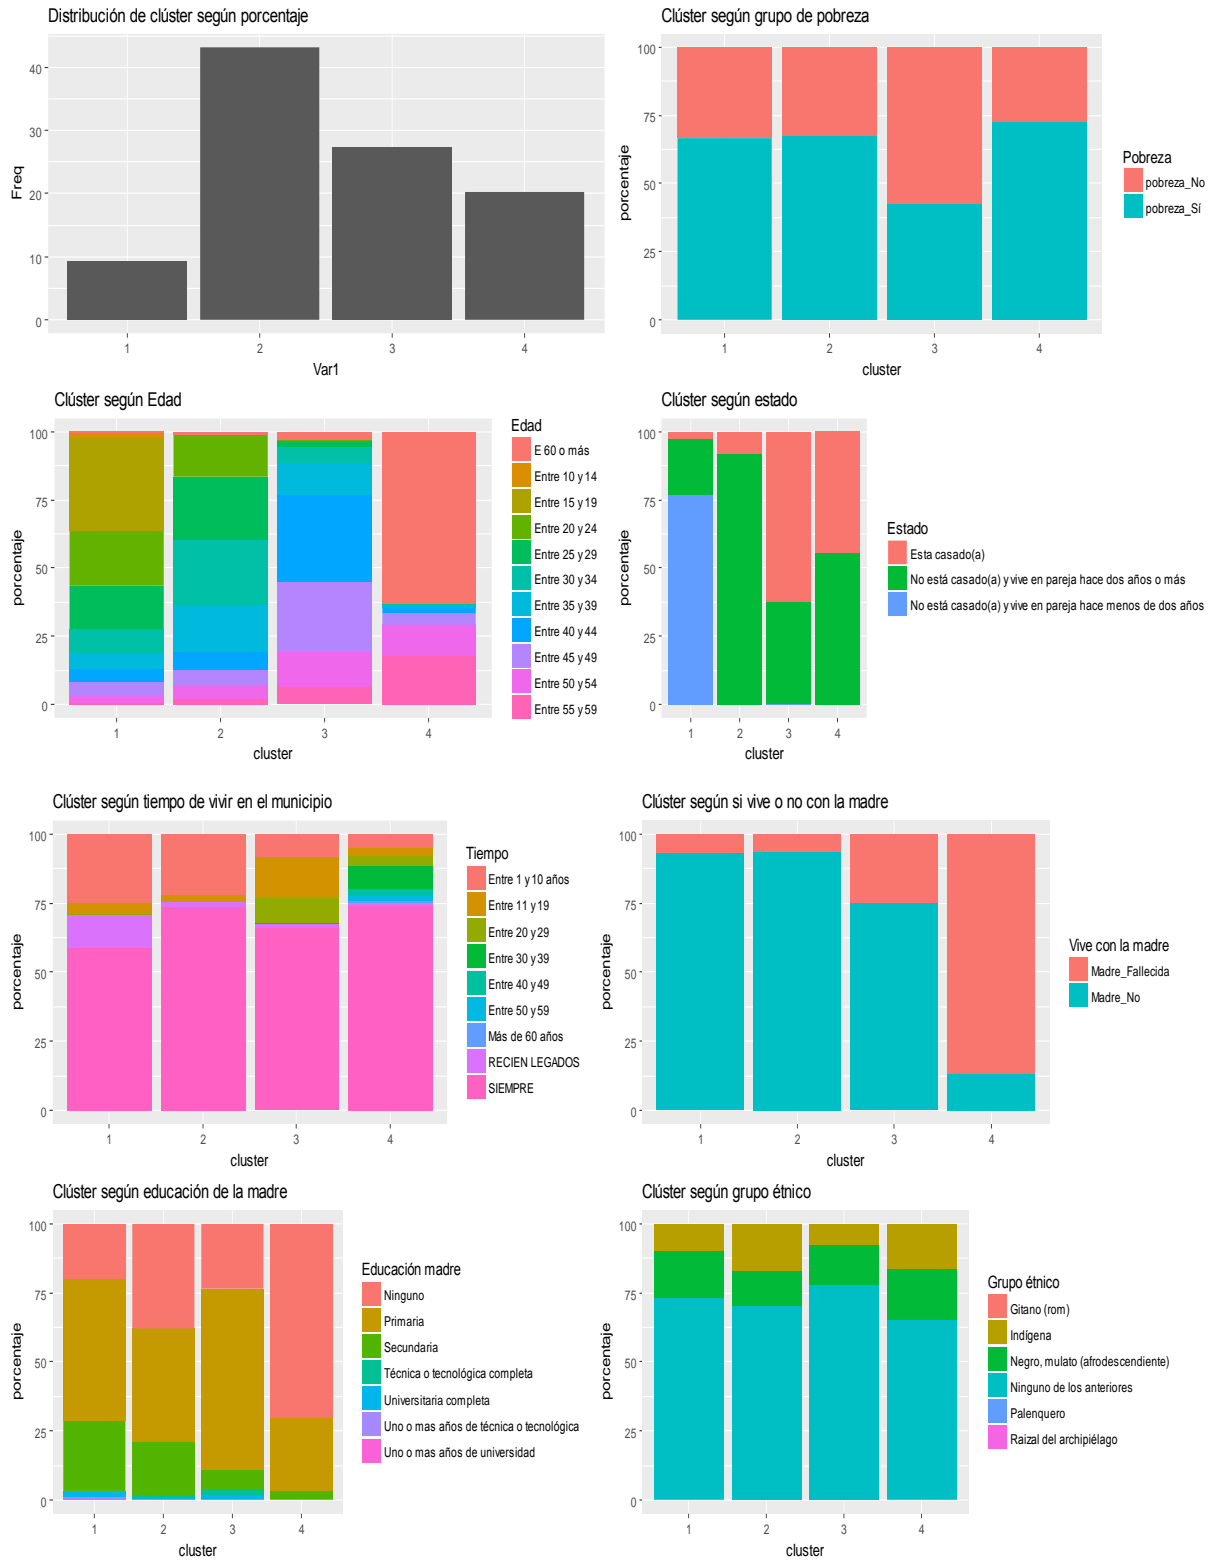 Distribución de clúster según porcentaje
Freq
40
30
20
10
0
1 2 3 4
Var1
Clúster según grupo de pobreza
porcentaje
100
75
50
25
0
1 2 3 4
cluster
Pobreza
pobreza_No
pobreza_Sí
Clúster según Edad
porcentaje
100
75
50
25
0
1 2 3 4
cluster
Edad
E 60 o más
Entre 10 y 14
Entre 15 y 19
Entre 20 y 24
Entre 25 y 29
Entre 30 y 34
Entre 35 y 39
Entre 40 y 44
Entre 45 y 49
Entre 50 y 54
Entre 55 y 59
Clúster según estado
porcentaje
100
75
50
25
0
1 2 3 4
cluster
Estado
Esta casado(a)
No está casado(a) y vive en pareja hace dos años o más
No está casado(a) y vive en pareja hace menos de dos años
Clúster según tiempo de vivir en el municipio
porcentaje
100
75
50
25
0
1 2 3 4
cluster
Tiempo
Entre 1 y 10 años
Entre 11 y 19
Entre 20 y 29
Entre 30 y 39
Entre 40 y 49
Entre 50 y 59
Más de 60 años
RECIEN LEGADOS
SIEMPRE
Clúster según si vive o no con la madre
porcentaje
100
75
50
25
0
1 2 3 4
cluster
Vive con la madre
Madre_Fallecida
Madre_No
Clúster según educación de la madre
porcentaje
100
75
50
25
0
1 2 3 4
cluster
Educación madre
Ninguno
Primaria
Secundaria
Técnica o tecnológica completa
Universitaria completa
Uno o mas años de técnica o tecnológica
Uno o mas años de universidad
Clúster según grupo étnico
porcentaje
100
75
50
25
0
1 2 3 4
cluster
Grupo étnico
Gitano (rom)
Indígena
Negro, mulato (afrodescendiente)
Ninguno de los anteriores
Palenquero
Raizal del archipiélago